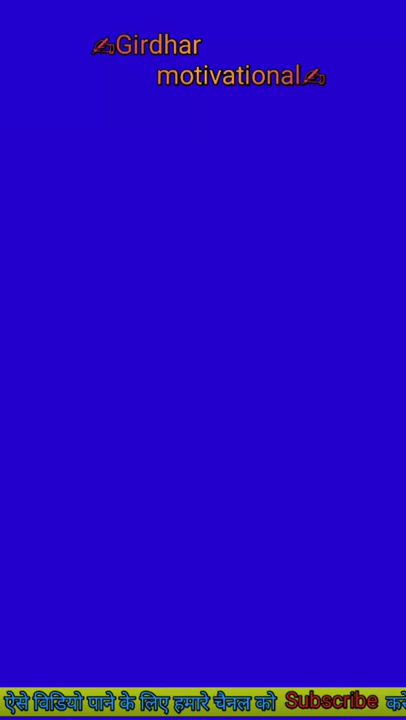 ✍Girdhar
motivational✍
ऐसे विडियो पाने के लिए हमारे चैनल को Subscribe